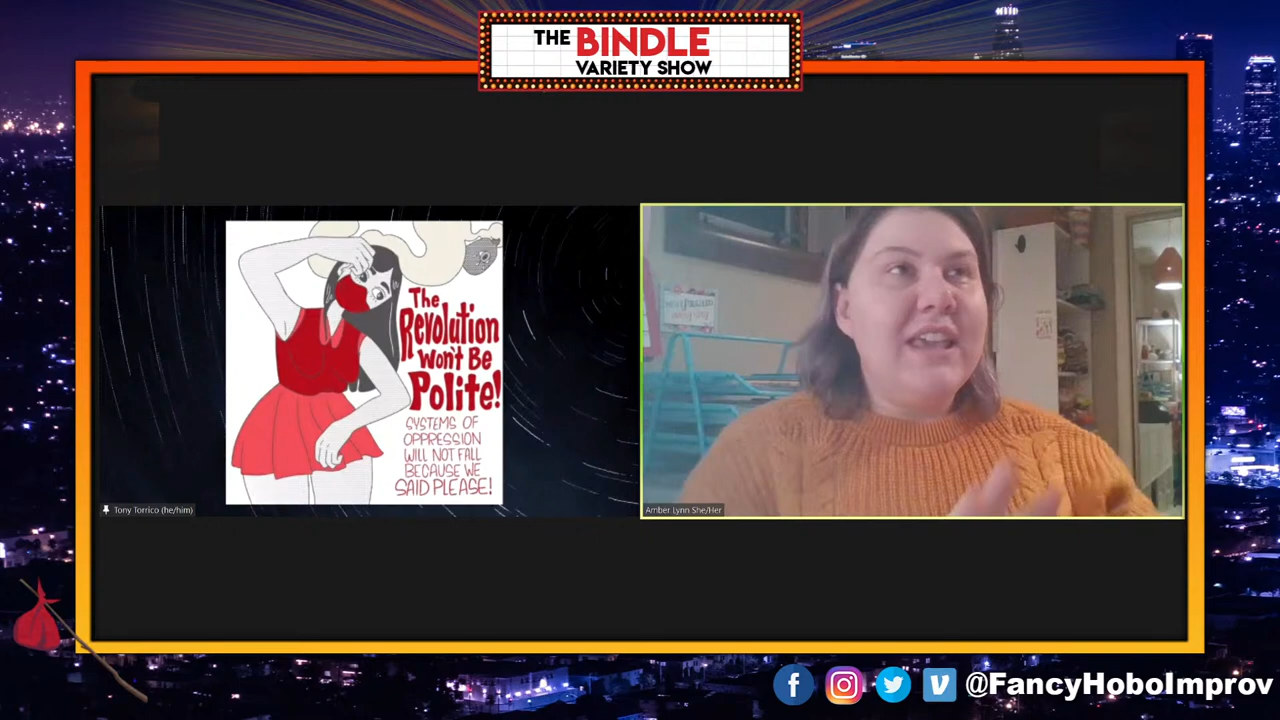 THE BINDLE
VARIETY SHOW
The
Revolution
won't Be
Polite!
SYSTEMS OF
OPPRESSION
WILL NOT FALL
BECAUSE WE
SAID PLEASE!
Tony Torrico (he/him)
Amber Lynn She/Her
@FancyHoboImprov